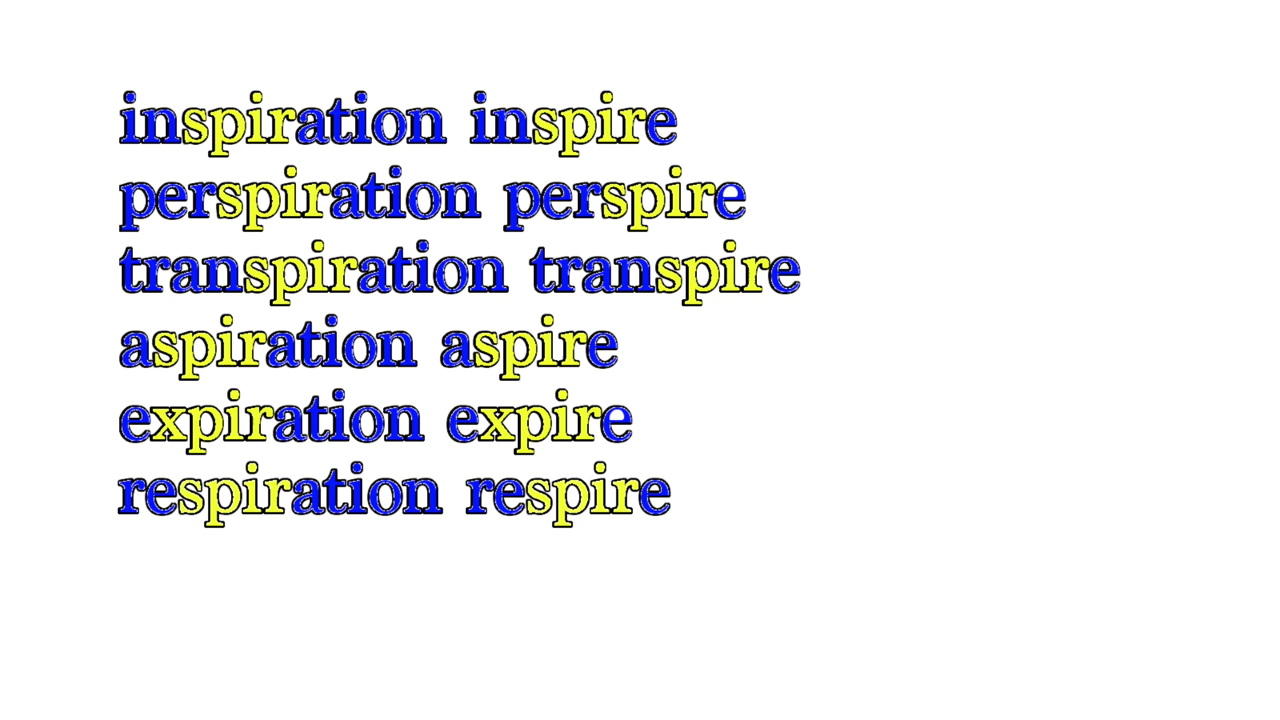 inspiration inspire
perspiration perspire
transpiration transpire
aspiration aspire
expiration expire
respiration respire